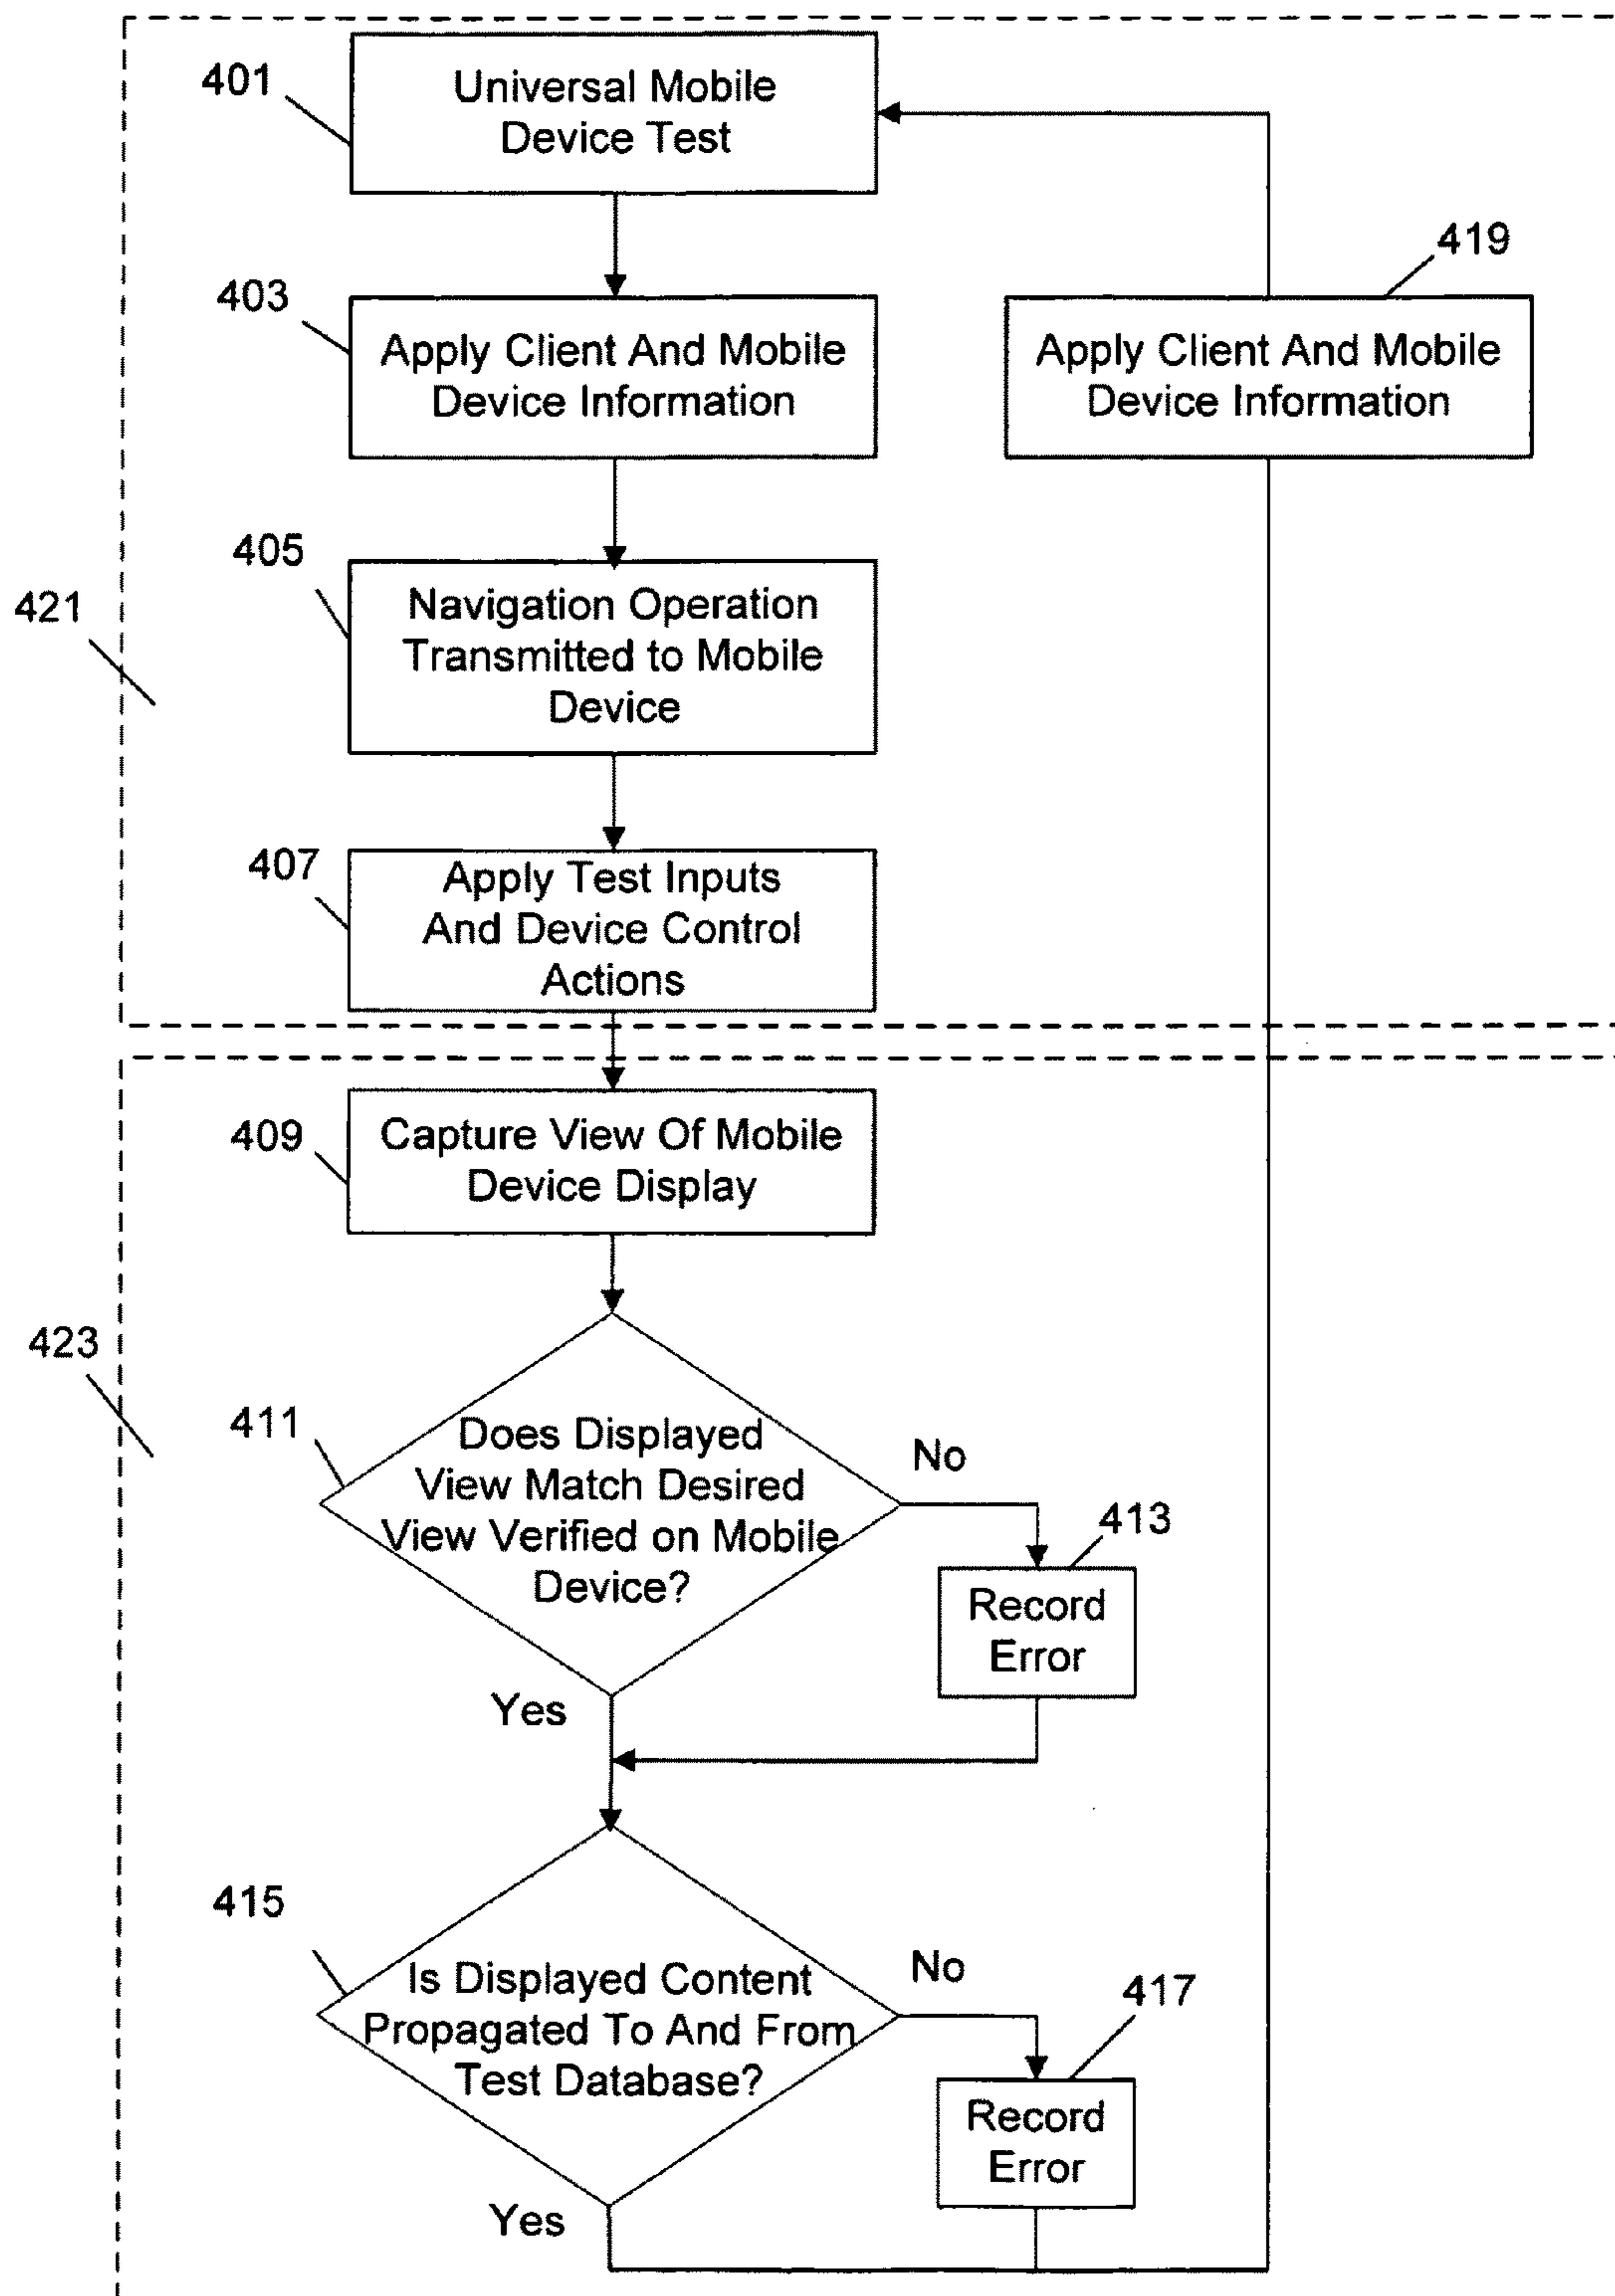 401
Universal Mobile
Device Test
419
403
Apply Client And Mobile
Device Information
Apply Client And Mobile
Device Information
405
Navigation Operation
Transmitted to Mobile
Device
421
407
Apply Test Inputs
And Device Control
Actions
409
Capture View Of Mobile
Device Display
423
411
Does Displayed
View Match Desired
View Verified on Mobile
Device?
No
413
Record
Error
Yes
415
Is Displayed Content
Propagated To And From
Test Database?
No
417
Record
Error
Yes